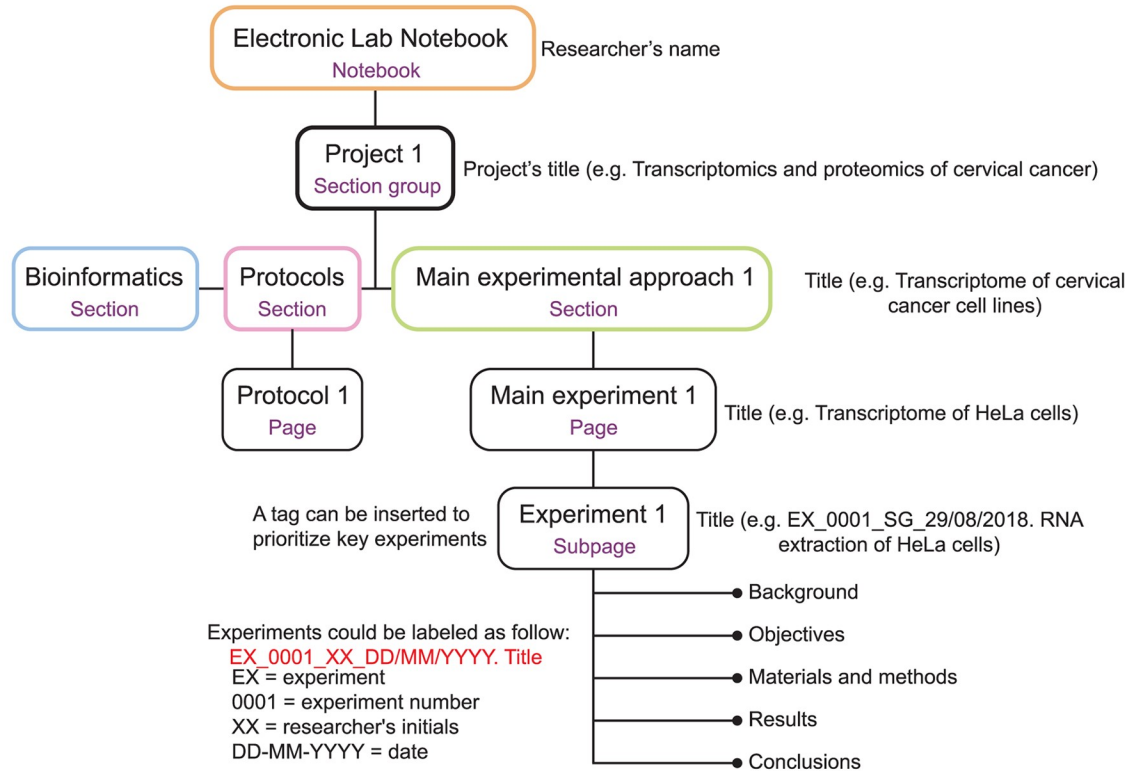 Electronic Lab Notebook
Notebook
Researcher's name
Project 1
Section group
Project's title (e.g. Transcriptomics and proteomics of cervical cancer)
Bioinformatics
Section
Protocols
Section
Main experimental approach 1
Section
Title (e.g. Transcriptome of cervical
cancer cell lines)
Protocol 1
Page
Main experiment 1
Page
Title (e.g. Transcriptome of HeLa cells)
A tag can be inserted to
prioritize key experiments
Experiment 1
Subpage
Title (e.g. EX_0001_SG_29/08/2018. RNA
extraction of HeLa cells)
Background
Objectives
Materials and methods
Results
Conclusions
Experiments could be labeled as follow:
EX_0001_XX_DD/MM/YYYY. Title
EX = experiment
0001 = experiment number
XX = researcher's initials
DD-MM-YYYY = date